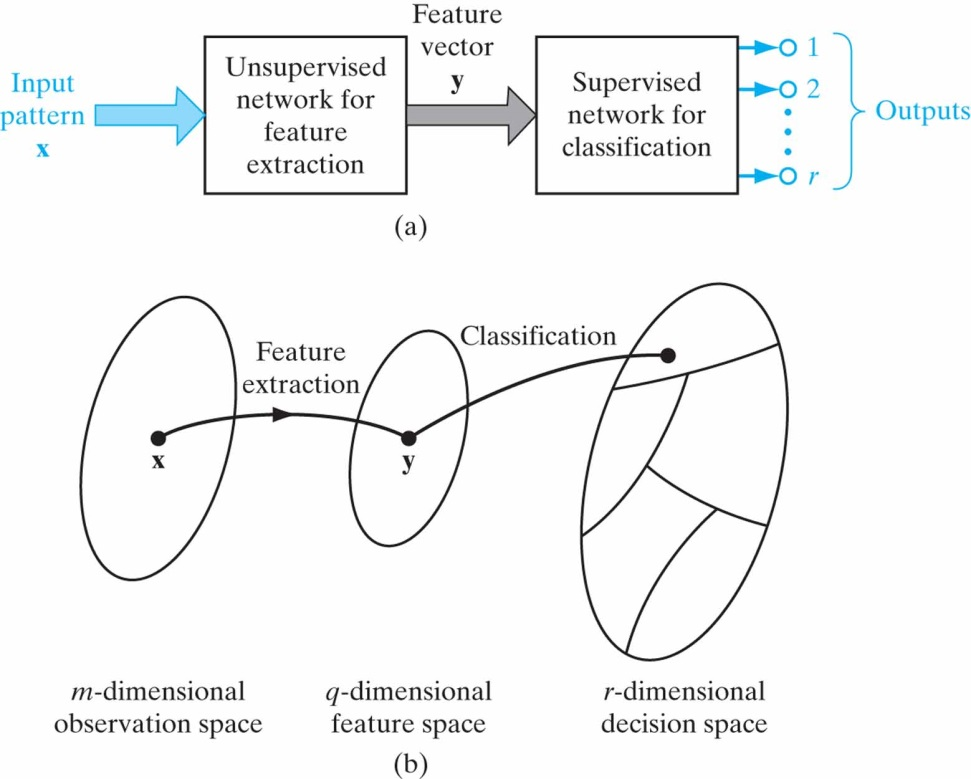 Input
pattern
x
Unsupervised
network for
feature
extraction
Feature
vector
y
Supervised
network for
classification
1
2
r
Outputs
(a)
Feature
extraction
Classification
x
y
m-dimensional
observation space
q-dimensional
feature space
r-dimensional
decision space
(b)